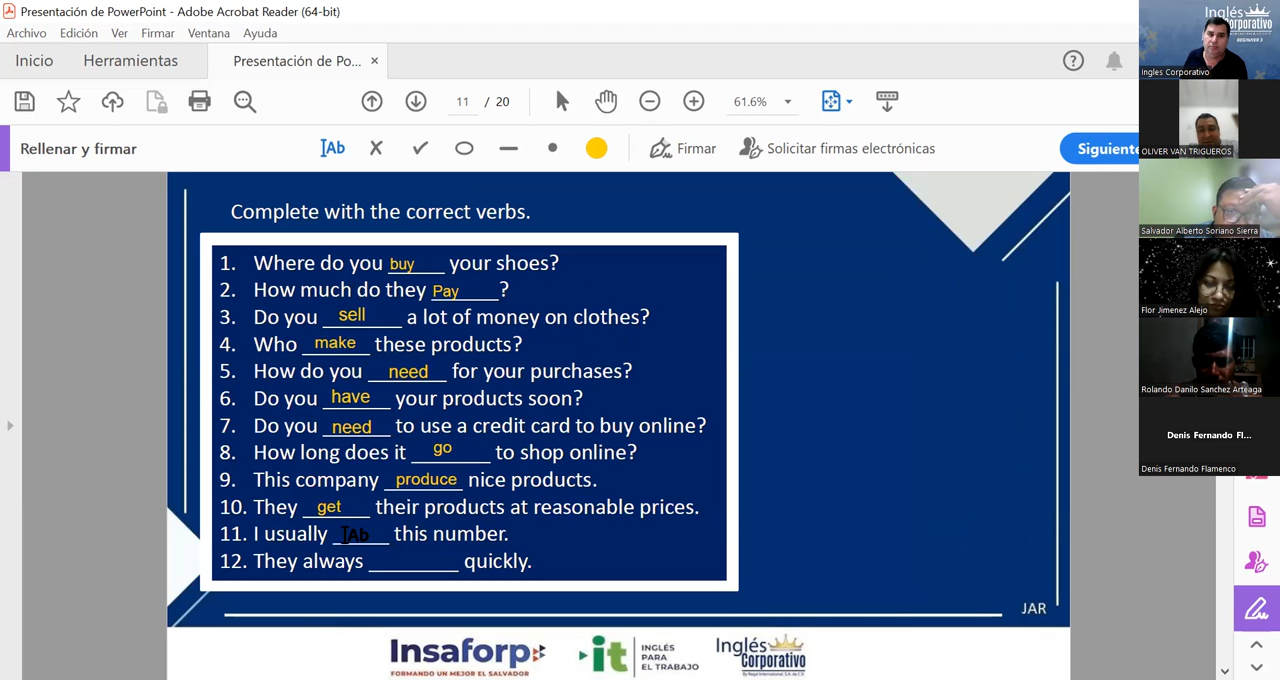 Presentación de PowerPoint - Adobe Acrobat Reader (64-bit)
Archivo Edición Ver Firmar Ventana Ayuda
Inicio Herramientas Presentación de Po... ×
11 / 20 61.6%
Rellenar y firmar IAb Firmar Solicitar firmas electrónicas Siguiente
Complete with the correct verbs.
1. Where do you buy your shoes?
2. How much do they Pay ?
3. Do you sell a lot of money on clothes?
4. Who make these products?
5. How do you need for your purchases?
6. Do you have your products soon?
7. Do you need to use a credit card to buy online?
8. How long does it go to shop online?
9. This company produce nice products.
10. They get their products at reasonable prices.
11. I usually IAb this number.
12. They always ________ quickly.
JAR
Insaforp
FORMANDO UN MEJOR EL SALVADOR
it INGLÉS PARA EL TRABAJO
Inglés Corporativo
Inglés Corporativo
BEGINNER 3
Ingles Corporativo
OLIVER VAN TRIGUEROS
Salvador Alberto Soriano Sierra
Flor Jimenez Alejo
Rolando Danilo Sanchez Arteaga
Denis Fernando Fl...
Denis Fernando Flamenco